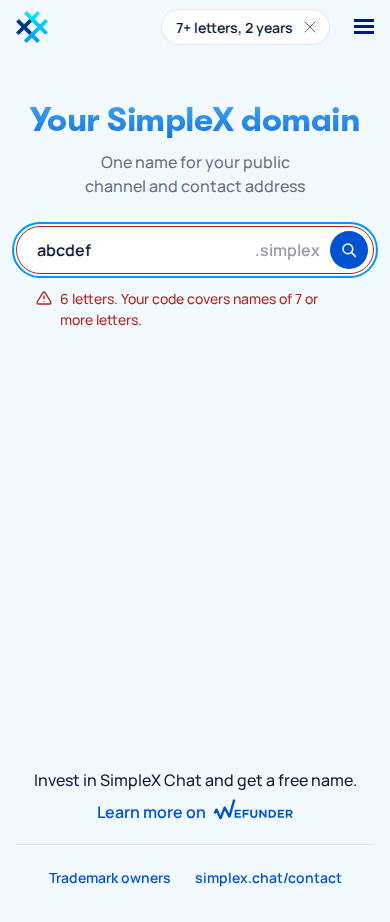 7+ letters, 2 years
Your SimpleX domain
One name for your public
channel and contact address
abcdef
.simplex
6 letters. Your code covers names of 7 or
more letters.
Invest in SimpleX Chat and get a free name.
Learn more on WEFUNDER
Trademark owners
simplex.chat/contact